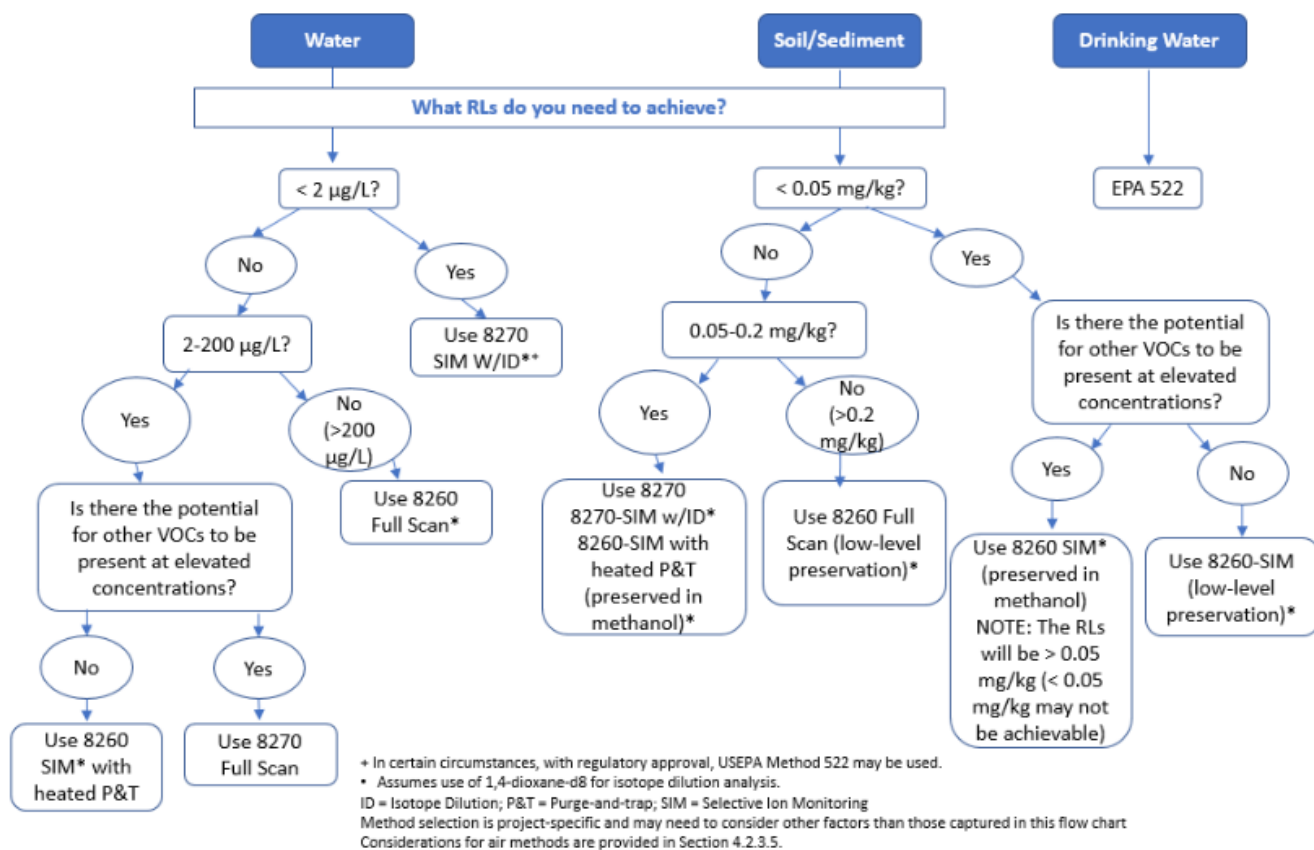 Water
Soil/Sediment
Drinking Water
What RLs do you need to achieve?
< 2 µg/L?
< 0.05 mg/kg?
EPA 522
No
Yes
No
Yes
2-200 µg/L?
Use 8270
SIM W/ID*⁺
0.05-0.2 mg/kg?
Is there the potential
for other VOCs to be
present at elevated
concentrations?
Yes
No
(>200
µg/L)
Yes
No
(>0.2
mg/kg)
Yes
No
Is there the potential
for other VOCs to be
present at elevated
concentrations?
Use 8260
Full Scan*
Use 8270
8270-SIM w/ID*
8260-SIM with
heated P&T
(preserved in
methanol)*
Use 8260 Full
Scan (low-level
preservation)*
Use 8260 SIM*
(preserved in
methanol)
NOTE: The RLs
will be > 0.05
mg/kg (< 0.05
mg/kg may not
be achievable)
Use 8260-SIM
(low-level
preservation)*
No
Yes
Use 8260
SIM* with
heated P&T
Use 8270
Full Scan
+ In certain circumstances, with regulatory approval, USEPA Method 522 may be used.
• Assumes use of 1,4-dioxane-d8 for isotope dilution analysis.
ID = Isotope Dilution; P&T = Purge-and-trap; SIM = Selective Ion Monitoring
Method selection is project-specific and may need to consider other factors than those captured in this flow chart
Considerations for air methods are provided in Section 4.2.3.5.